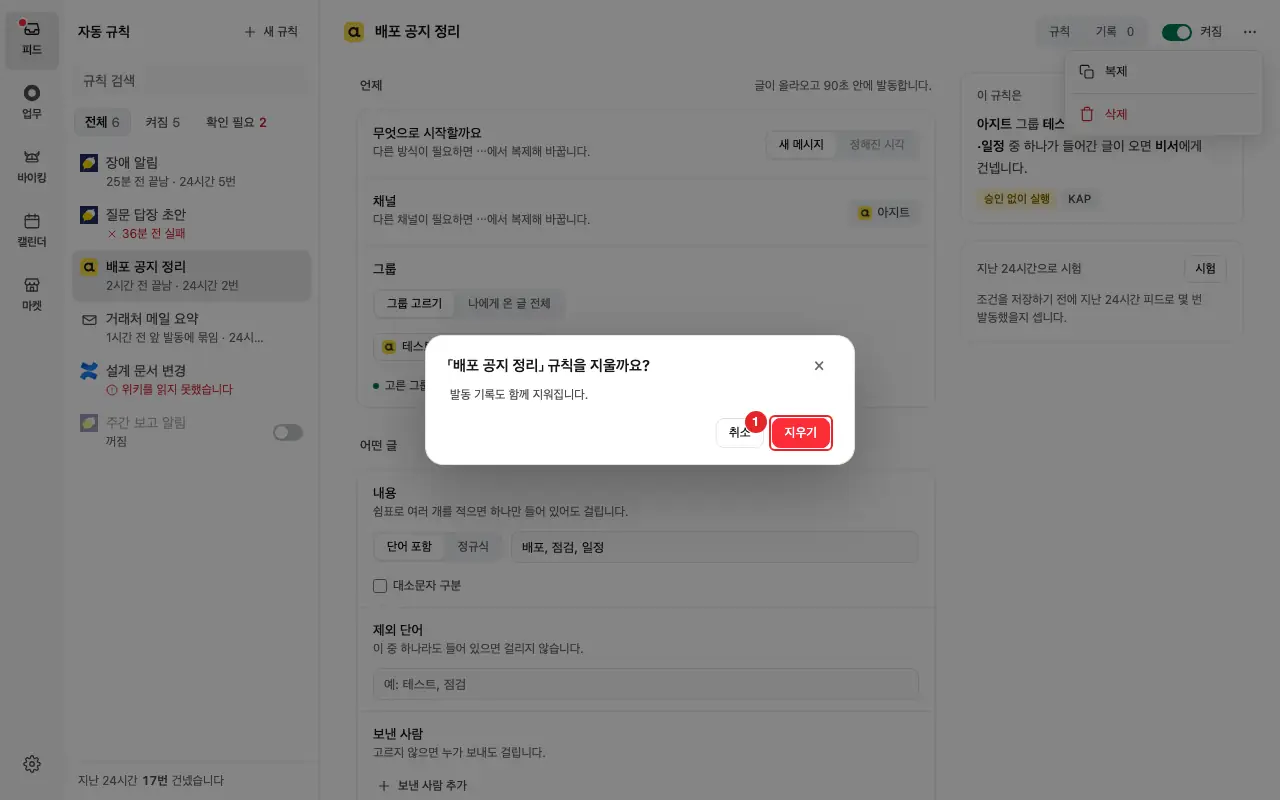 피드
업무
바이킹
캘린더
마켓
자동 규칙
+ 새 규칙
규칙 검색
전체 6
켜짐 5
확인 필요 2
장애 알림
25분 전 끝남 · 24시간 5번
질문 답장 초안
× 36분 전 실패
배포 공지 정리
2시간 전 끝남 · 24시간 2번
거래처 메일 요약
1시간 전 앞 발동에 묶임 · 24시...
설계 문서 변경
위키를 읽지 못했습니다
주간 보고 알림
꺼짐
지난 24시간 17번 건넸습니다
배포 공지 정리
규칙
기록 0
켜짐
복제
삭제
언제
글이 올라오고 90초 안에 발동합니다.
무엇으로 시작할까요
다른 방식이 필요하면 ⋯에서 복제해 바꿉니다.
새 메시지
정해진 시각
채널
다른 채널이 필요하면 ⋯에서 복제해 바꿉니다.
아지트
그룹
그룹 고르기
나에게 온 글 전체
테스
고른 그룹
「배포 공지 정리」 규칙을 지울까요?
발동 기록도 함께 지워집니다.
취소
1
지우기
어떤 글
내용
쉼표로 여러 개를 적으면 하나만 들어 있어도 걸립니다.
단어 포함
정규식
배포, 점검, 일정
대소문자 구분
제외 단어
이 중 하나라도 들어 있으면 걸리지 않습니다.
예: 테스트, 점검
보낸 사람
고르지 않으면 누가 보내도 걸립니다.
+ 보낸 사람 추가
이 규칙은
아지트 그룹 테스
·일정 중 하나가 들어간 글이 오면 비서에게
건넵니다.
승인 없이 실행
KAP
지난 24시간으로 시험
시험
조건을 저장하기 전에 지난 24시간 피드로 몇 번
발동했을지 셉니다.